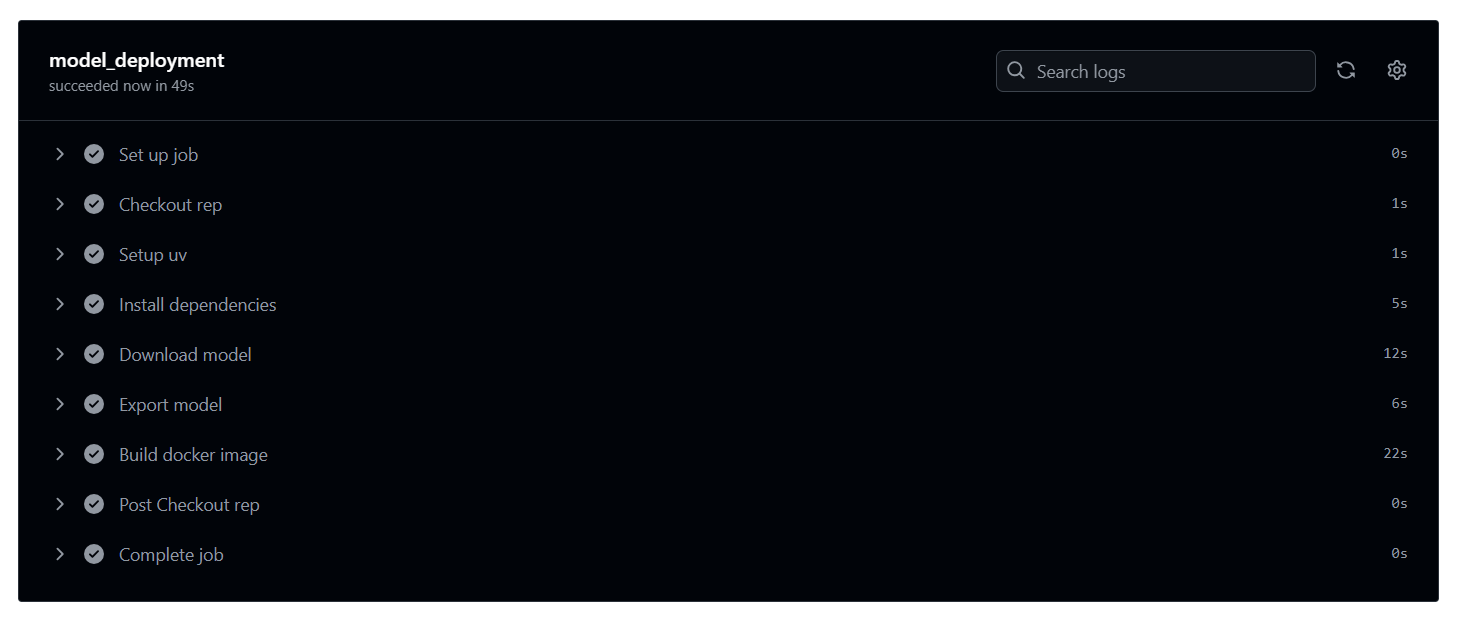 model_deployment
succeeded now in 49s
Search logs
Set up job 0s
Checkout rep 1s
Setup uv 1s
Install dependencies 5s
Download model 12s
Export model 6s
Build docker image 22s
Post Checkout rep 0s
Complete job 0s